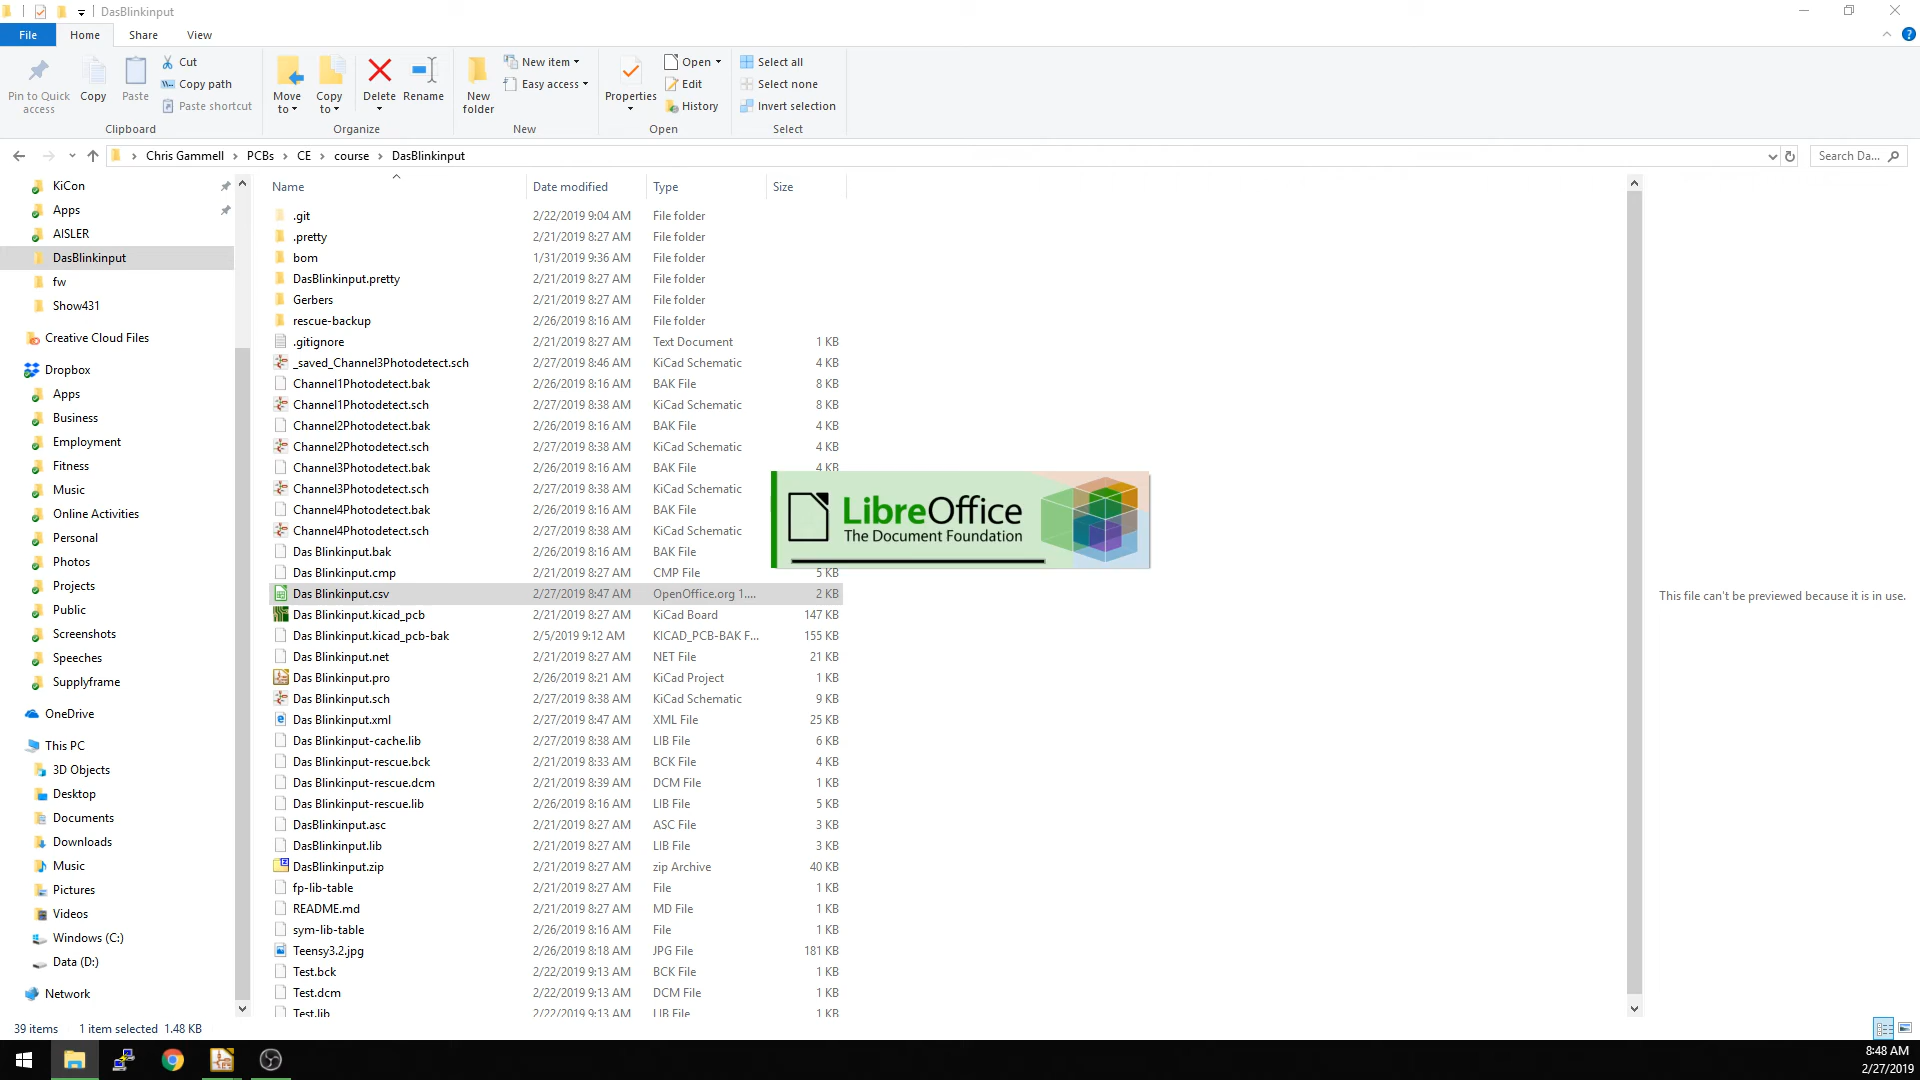 DasBlinkinput
File Home Share View
Pin to Quick access
Copy
Paste
Cut
Copy path
Paste shortcut
Clipboard
Move to
Copy to
Delete
Rename
Organize
New folder
New item
Easy access
New
Properties
Open
Edit
History
Open
Select all
Select none
Invert selection
Select
Chris Gammell › PCBs › CE › course › DasBlinkinput
Search Da...
KiCon
Apps
AISLER
DasBlinkinput
fw
Show431
Creative Cloud Files
Dropbox
Apps
Business
Employment
Fitness
Music
Online Activities
Personal
Photos
Projects
Public
Screenshots
Speeches
Supplyframe
OneDrive
This PC
3D Objects
Desktop
Documents
Downloads
Music
Pictures
Videos
Windows (C:)
Data (D:)
Network
Name Date modified Type Size
.git 2/22/2019 9:04 AM File folder
.pretty 2/21/2019 8:27 AM File folder
bom 1/31/2019 9:36 AM File folder
DasBlinkinput.pretty 2/21/2019 8:27 AM File folder
Gerbers 2/21/2019 8:27 AM File folder
rescue-backup 2/26/2019 8:16 AM File folder
.gitignore 2/21/2019 8:27 AM Text Document 1 KB
_saved_Channel3Photodetect.sch 2/27/2019 8:46 AM KiCad Schematic 4 KB
Channel1Photodetect.bak 2/26/2019 8:16 AM BAK File 8 KB
Channel1Photodetect.sch 2/27/2019 8:38 AM KiCad Schematic 8 KB
Channel2Photodetect.bak 2/26/2019 8:16 AM BAK File 4 KB
Channel2Photodetect.sch 2/27/2019 8:38 AM KiCad Schematic 4 KB
Channel3Photodetect.bak 2/26/2019 8:16 AM BAK File 4 KB
Channel3Photodetect.sch 2/27/2019 8:38 AM KiCad Schematic
Channel4Photodetect.bak 2/26/2019 8:16 AM BAK File
Channel4Photodetect.sch 2/27/2019 8:38 AM KiCad Schematic
Das Blinkinput.bak 2/26/2019 8:16 AM BAK File
Das Blinkinput.cmp 2/21/2019 8:27 AM CMP File 5 KB
Das Blinkinput.csv 2/27/2019 8:47 AM OpenOffice.org 1.... 2 KB
Das Blinkinput.kicad_pcb 2/21/2019 8:27 AM KiCad Board 147 KB
Das Blinkinput.kicad_pcb-bak 2/5/2019 9:12 AM KICAD_PCB-BAK F... 155 KB
Das Blinkinput.net 2/21/2019 8:27 AM NET File 21 KB
Das Blinkinput.pro 2/26/2019 8:21 AM KiCad Project 1 KB
Das Blinkinput.sch 2/27/2019 8:38 AM KiCad Schematic 9 KB
Das Blinkinput.xml 2/27/2019 8:47 AM XML File 25 KB
Das Blinkinput-cache.lib 2/27/2019 8:38 AM LIB File 6 KB
Das Blinkinput-rescue.bck 2/21/2019 8:33 AM BCK File 4 KB
Das Blinkinput-rescue.dcm 2/21/2019 8:39 AM DCM File 1 KB
Das Blinkinput-rescue.lib 2/26/2019 8:16 AM LIB File 5 KB
DasBlinkinput.asc 2/21/2019 8:27 AM ASC File 3 KB
DasBlinkinput.lib 2/21/2019 8:27 AM LIB File 3 KB
DasBlinkinput.zip 2/21/2019 8:27 AM zip Archive 40 KB
fp-lib-table 2/21/2019 8:27 AM File 1 KB
README.md 2/21/2019 8:27 AM MD File 1 KB
sym-lib-table 2/26/2019 8:16 AM File 1 KB
Teensy3.2.jpg 2/26/2019 8:18 AM JPG File 181 KB
Test.bck 2/22/2019 9:13 AM BCK File 1 KB
Test.dcm 2/22/2019 9:13 AM DCM File 1 KB
Test.lib 2/22/2019 9:13 AM LIB File 1 KB
LibreOffice
The Document Foundation
This file can't be previewed because it is in use.
39 items 1 item selected 1.48 KB
8:48 AM
2/27/2019